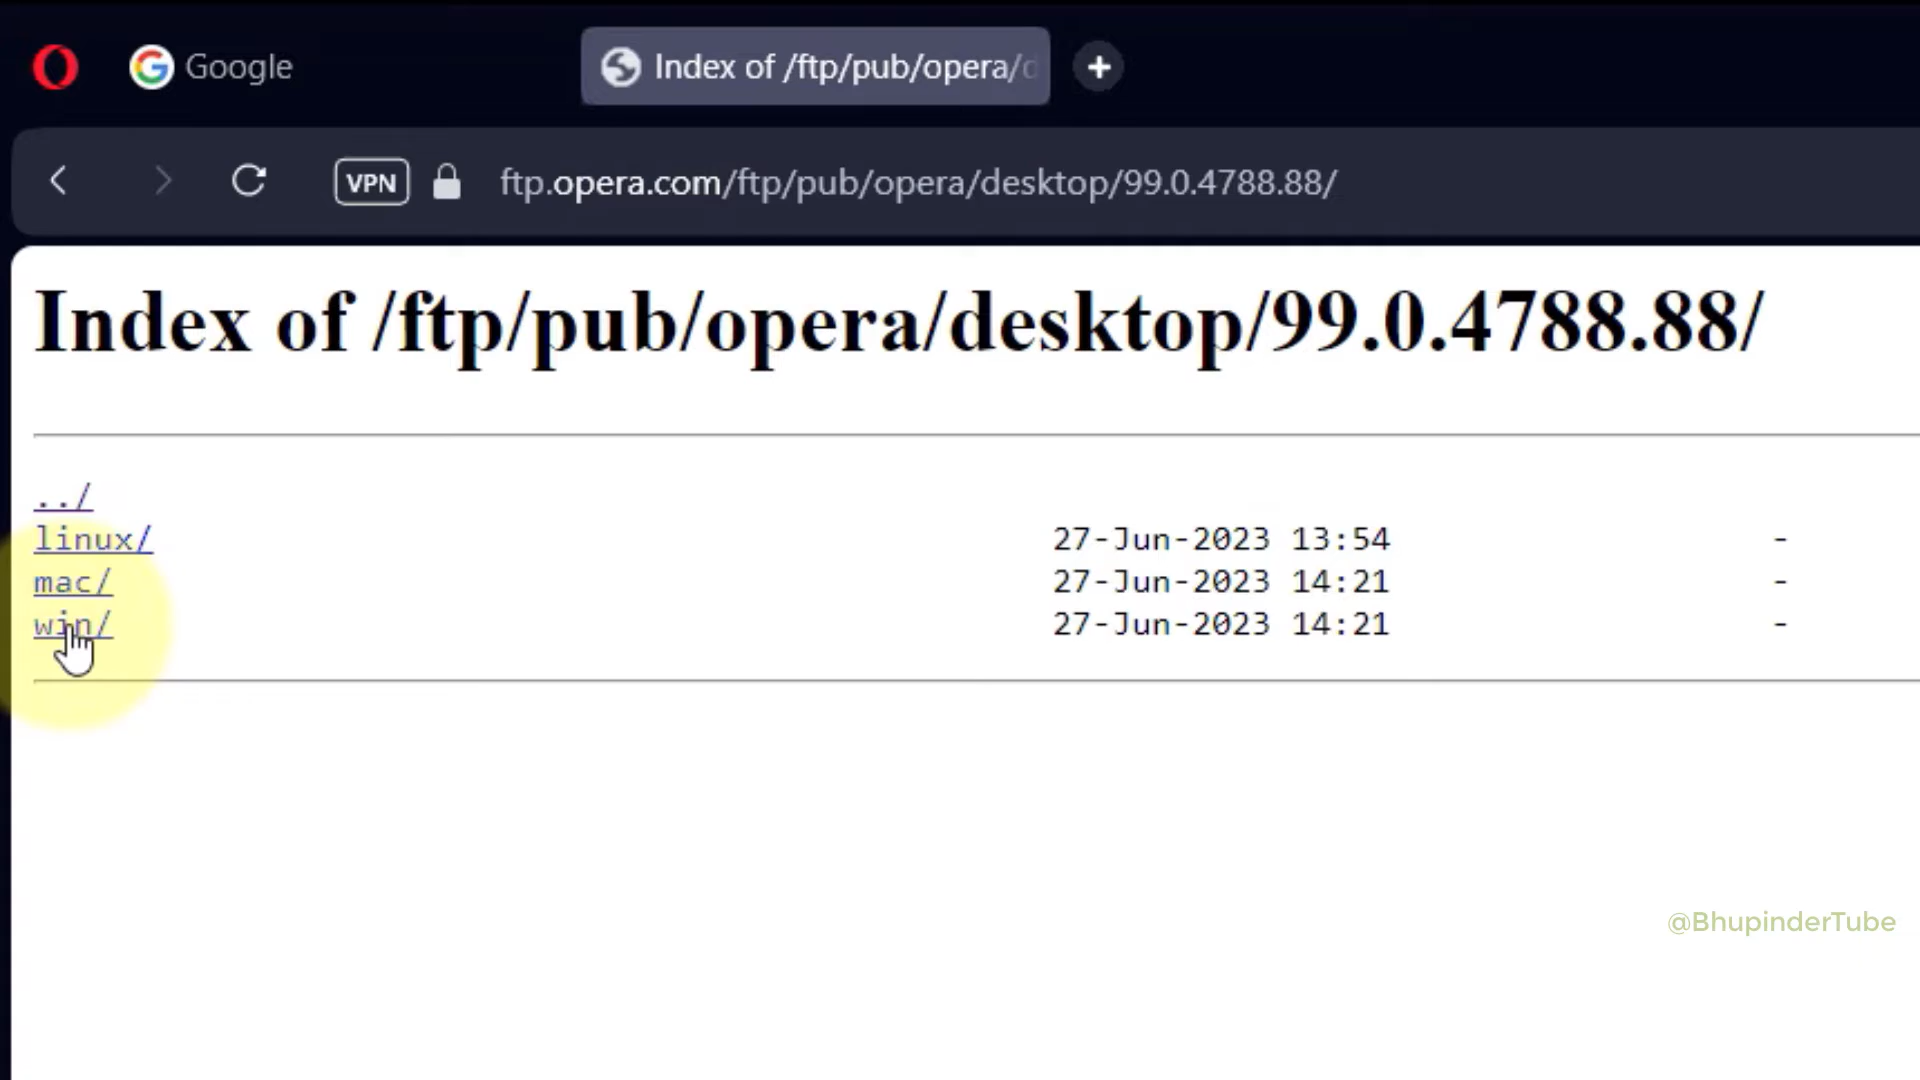 Google
Index of /ftp/pub/opera/d
VPN
ftp.opera.com/ftp/pub/opera/desktop/99.0.4788.88/
Index of /ftp/pub/opera/desktop/99.0.4788.88/
../
linux/ 27-Jun-2023 13:54 -
mac/ 27-Jun-2023 14:21 -
win/ 27-Jun-2023 14:21 -
@BhupinderTube